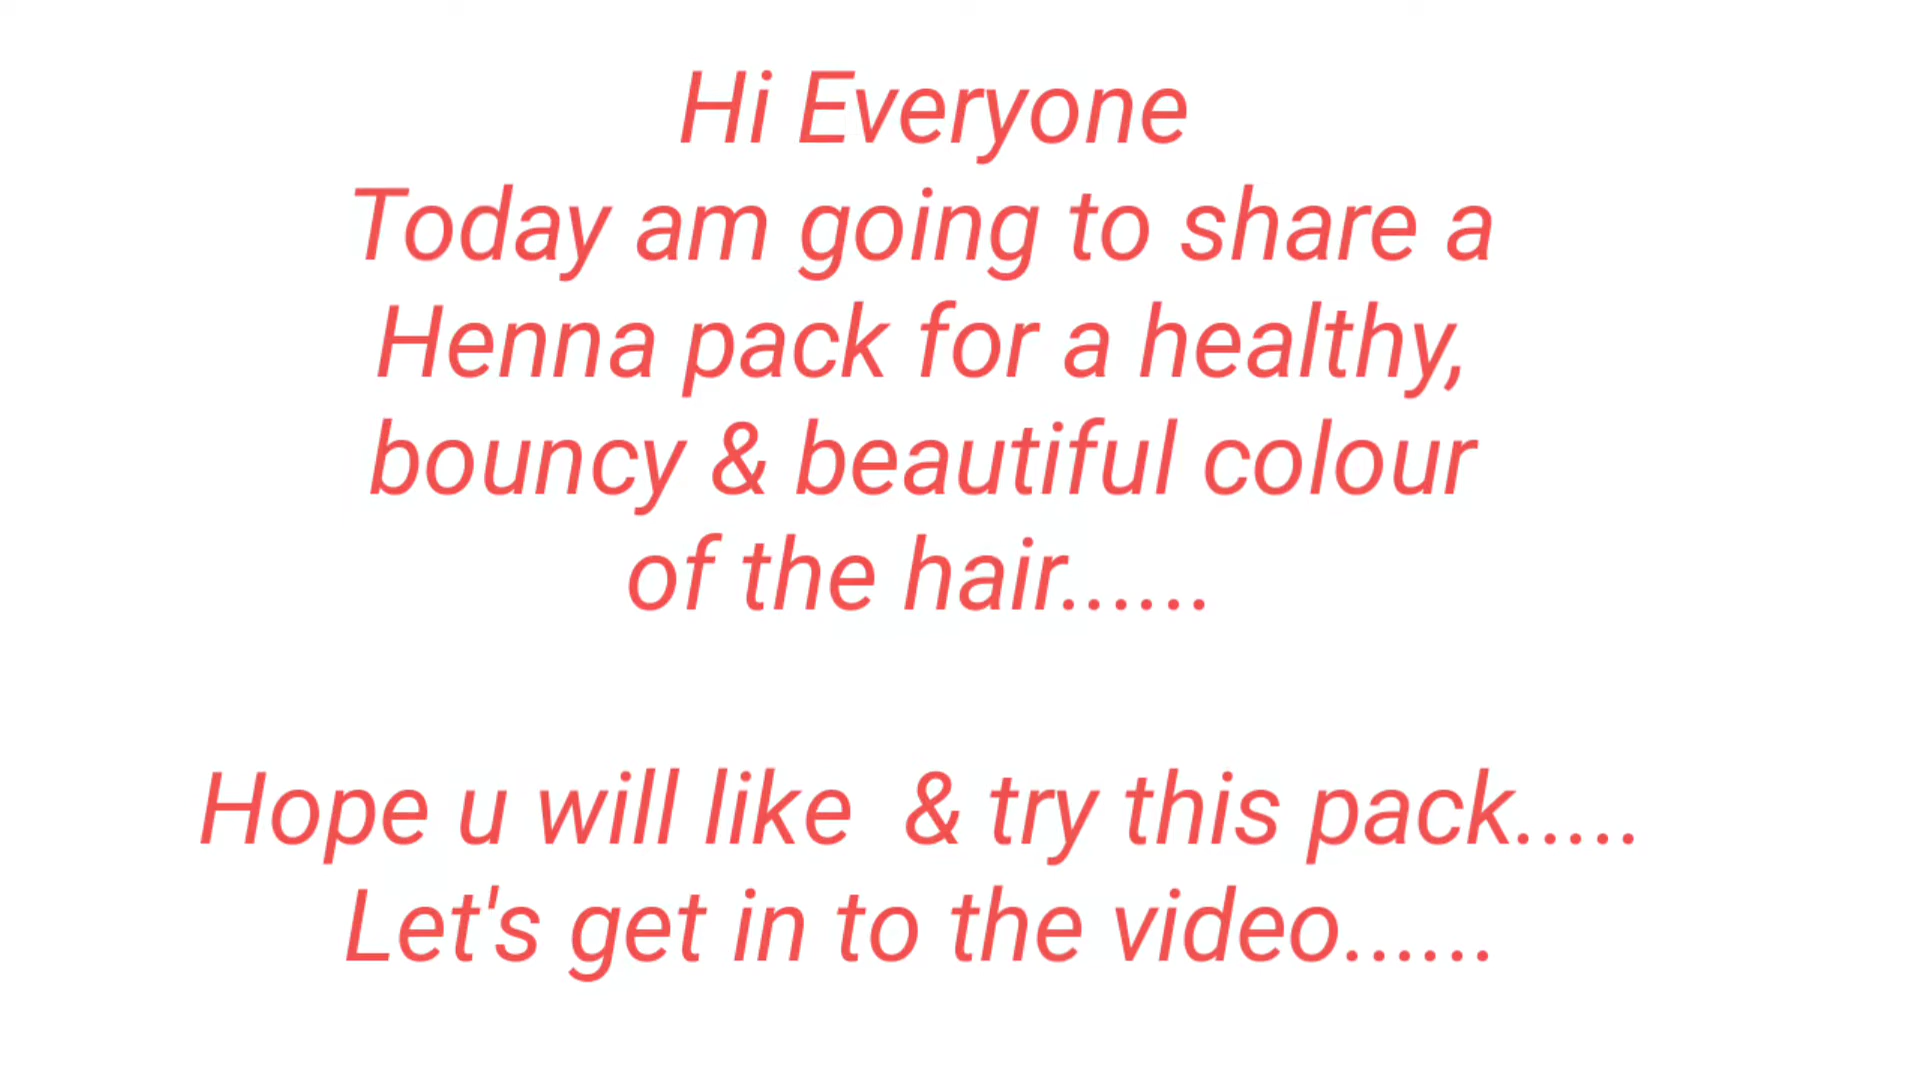 Hi Everyone
Today am going to share a
Henna pack for a healthy,
bouncy & beautiful colour
of the hair......
Hope u will like  & try this pack.....
Let's get in to the video......